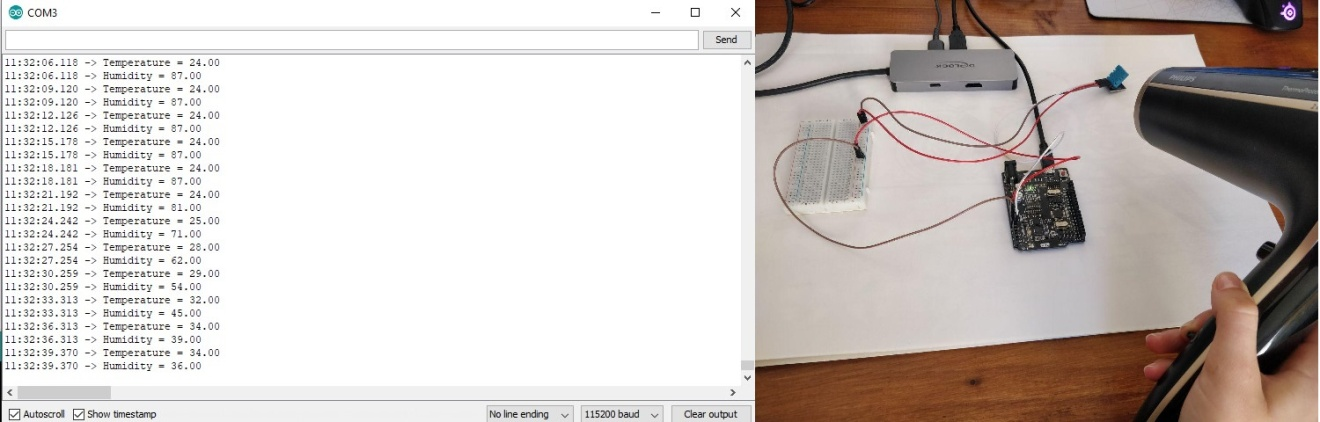 COM3
Send
11:32:06.118 -> Temperature = 24.00
11:32:06.118 -> Humidity = 87.00
11:32:09.120 -> Temperature = 24.00
11:32:09.120 -> Humidity = 87.00
11:32:12.126 -> Temperature = 24.00
11:32:12.126 -> Humidity = 87.00
11:32:15.178 -> Temperature = 24.00
11:32:15.178 -> Humidity = 87.00
11:32:18.181 -> Temperature = 24.00
11:32:18.181 -> Humidity = 87.00
11:32:21.192 -> Temperature = 24.00
11:32:21.192 -> Humidity = 81.00
11:32:24.242 -> Temperature = 25.00
11:32:24.242 -> Humidity = 71.00
11:32:27.254 -> Temperature = 28.00
11:32:27.254 -> Humidity = 62.00
11:32:30.259 -> Temperature = 29.00
11:32:30.259 -> Humidity = 54.00
11:32:33.313 -> Temperature = 32.00
11:32:33.313 -> Humidity = 45.00
11:32:36.313 -> Temperature = 34.00
11:32:36.313 -> Humidity = 39.00
11:32:39.370 -> Temperature = 34.00
11:32:39.370 -> Humidity = 36.00
Autoscroll Show timestamp No line ending 115200 baud Clear output
DELOCK
PHILIPS